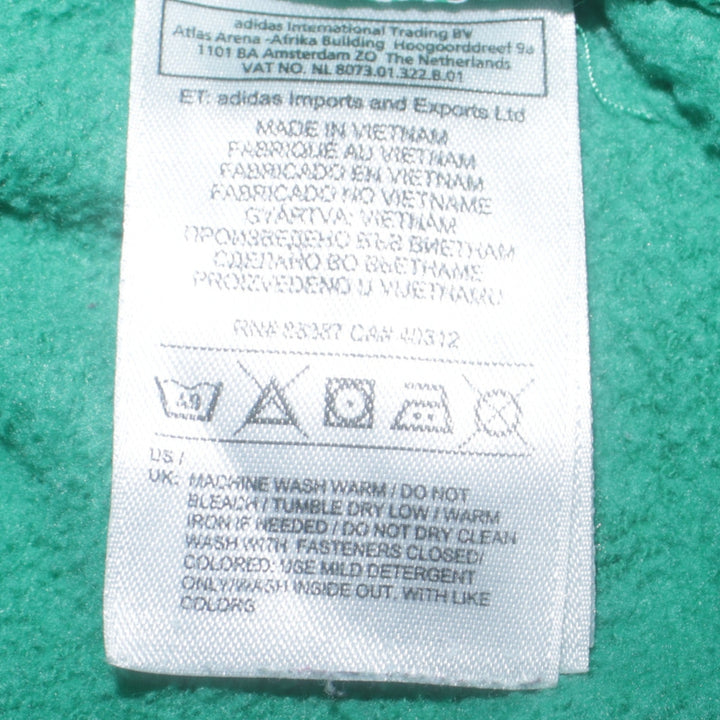 adidas International Trading BV
Atlas Arena -Afrika Building Hoogoorddreef 9a
1101 BA Amsterdam ZO The Netherlands
VAT NO. NL 8073.01.322.B.01
ET: adidas Imports and Exports Ltd
MADE IN VIETNAM
FABRIQUÉ AU VIETNAM
FABRICADO EN VIETNAM
FABRICADO NO VIETNAME
GYÁRTVA: VIETNAM
ПРОИЗВЕДЕНО ВЪВ ВИЕТНАМ
СДЕЛАНО ВО ВЬЕТНАМЕ
PROIZVEDENO U VIJETNAMU
RN# 88387 CA# 40312
40
US /
UK: MACHINE WASH WARM / DO NOT
BLEACH / TUMBLE DRY LOW / WARM
IRON IF NEEDED / DO NOT DRY CLEAN
WASH WITH FASTENERS CLOSED/
COLORED: USE MILD DETERGENT
ONLY/WASH INSIDE OUT, WITH LIKE
COLORS